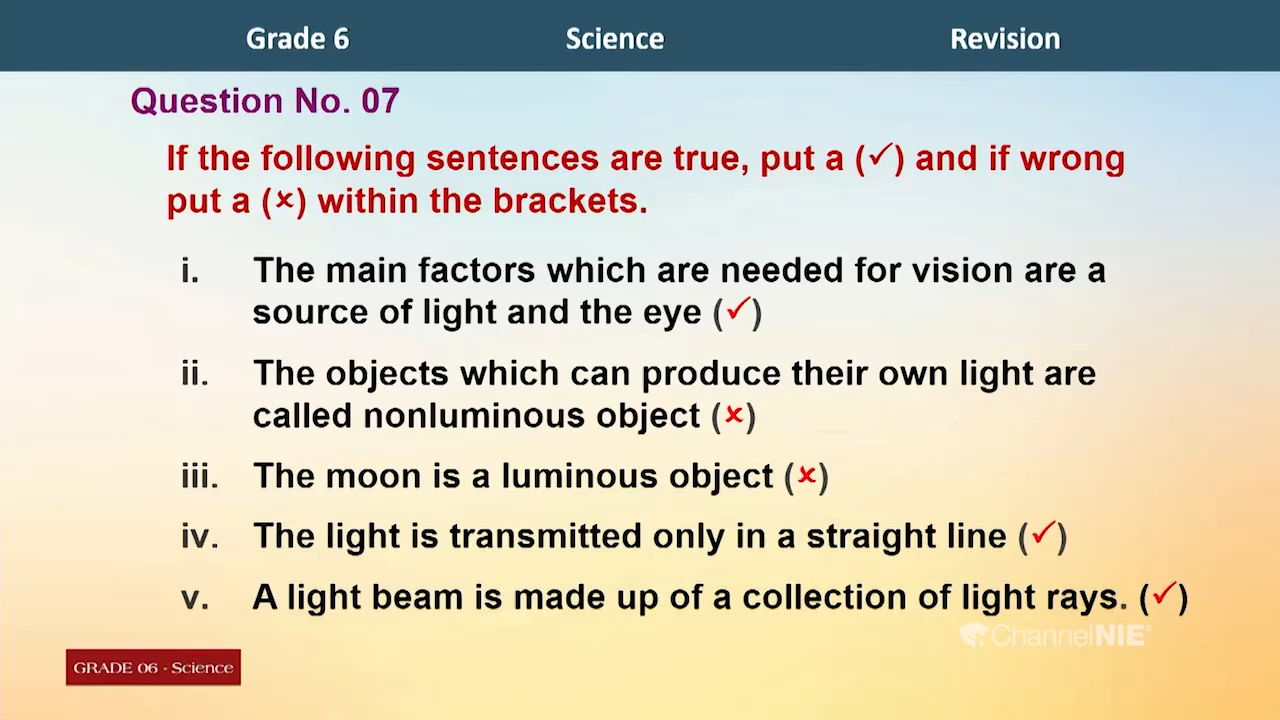 Grade 6 Science Revision
Question No. 07
If the following sentences are true, put a (✓) and if wrong
put a (×) within the brackets.
i. The main factors which are needed for vision are a
source of light and the eye (✓)
ii. The objects which can produce their own light are
called nonluminous object (×)
iii. The moon is a luminous object (×)
iv. The light is transmitted only in a straight line (✓)
v. A light beam is made up of a collection of light rays. (✓)
ChannelNIE
GRADE 06 - Science